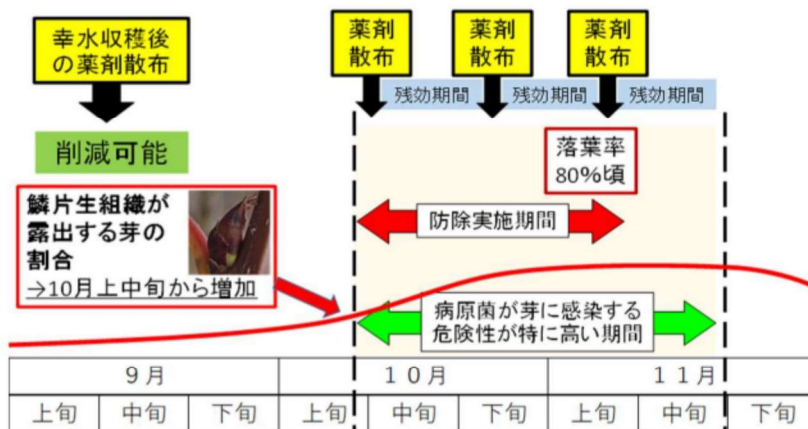 幸水収穫後
の薬剤散布
薬剤
散布
薬剤
散布
薬剤
散布
残効期間
残効期間
残効期間
削減可能
落葉率
80%頃
鱗片生組織が
露出する芽の
割合
→10月上中旬から増加
防除実施期間
病原菌が芽に感染する
危険性が特に高い期間
9月
10月
11月
上旬
中旬
下旬
上旬
中旬
下旬
上旬
中旬
下旬